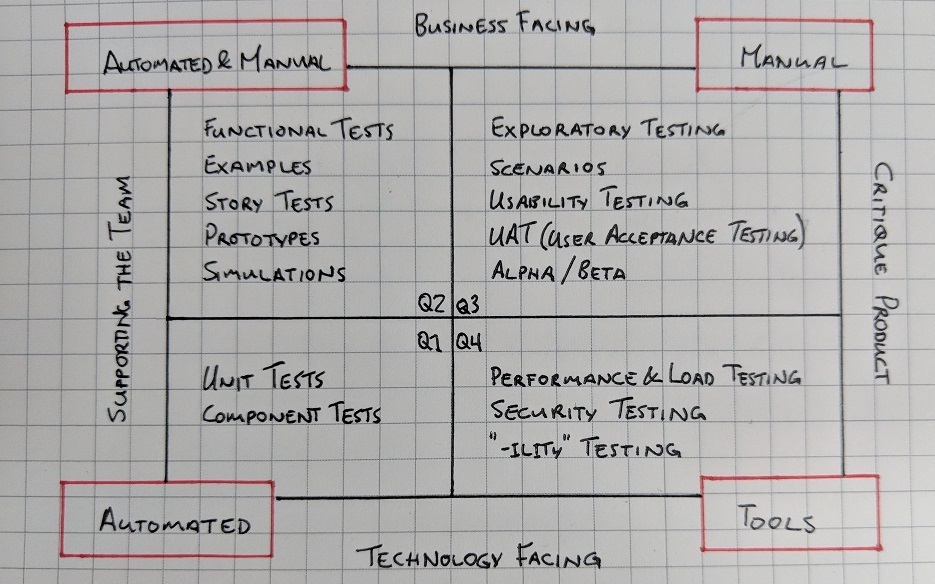 BUSINESS FACING
AUTOMATED & MANUAL
MANUAL
SUPPORTING THE TEAM
FUNCTIONAL TESTS
EXAMPLES
STORY TESTS
PROTOTYPES
SIMULATIONS
Q2
EXPLORATORY TESTING
SCENARIOS
USABILITY TESTING
UAT (USER ACCEPTANCE TESTING)
ALPHA / BETA
Q3
CRITIQUE PRODUCT
Q1
UNIT TESTS
COMPONENT TESTS
Q4
PERFORMANCE & LOAD TESTING
SECURITY TESTING
"-ILITY" TESTING
AUTOMATED
TOOLS
TECHNOLOGY FACING